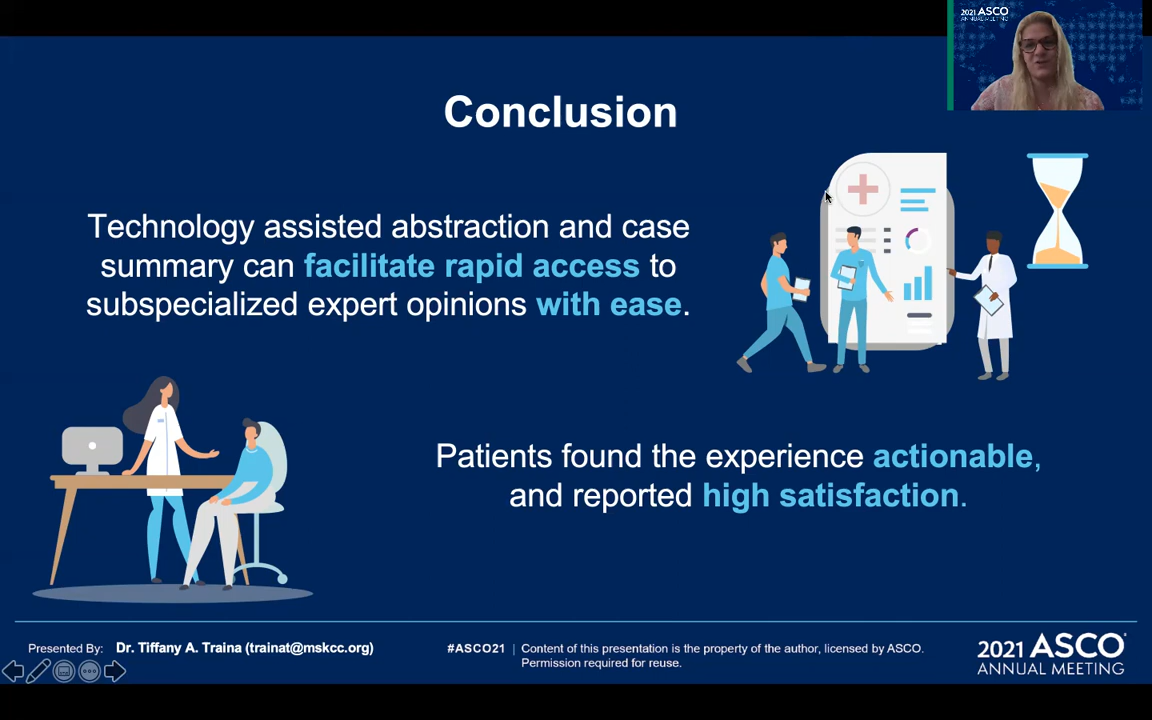 2021 ASCO
ANNUAL MEETING
Conclusion
Technology assisted abstraction and case
summary can facilitate rapid access to
subspecialized expert opinions with ease.
Patients found the experience actionable,
and reported high satisfaction.
Presented By: Dr. Tiffany A. Traina (trainat@mskcc.org)
#ASCO21
Content of this presentation is the property of the author, licensed by ASCO.
Permission required for reuse.
2021 ASCO®
ANNUAL MEETING